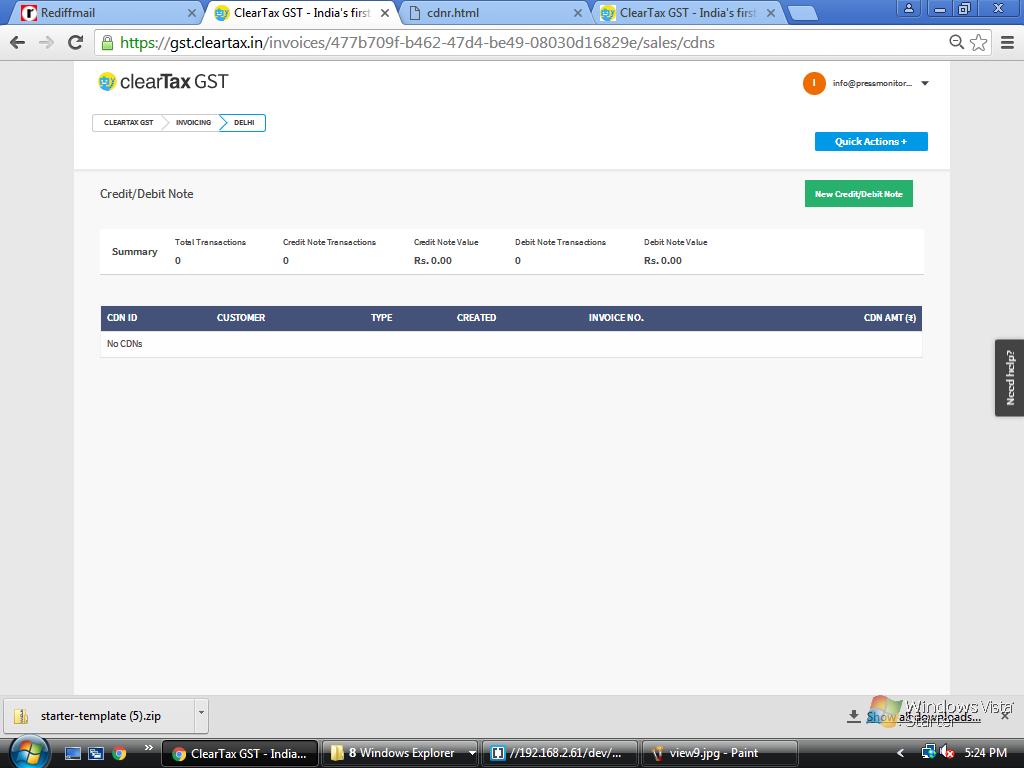 Rediffmail
ClearTax GST - India's first
cdnr.html
ClearTax GST - India's first
https://gst.cleartax.in/invoices/477b709f-b462-47d4-be49-08030d16829e/sales/cdns
clearTax GST
I info@pressmonitor...
CLEARTAX GST INVOICING DELHI
Quick Actions +
Credit/Debit Note
New Credit/Debit Note
Summary
Total Transactions Credit Note Transactions Credit Note Value Debit Note Transactions Debit Note Value
0 0 Rs. 0.00 0 Rs. 0.00
CDN ID CUSTOMER TYPE CREATED INVOICE NO. CDN AMT (₹)
No CDNs
Need help?
starter-template (5).zip
Show all downloads...
Windows Vista
Starter
ClearTax GST - India... 8 Windows Explorer //192.168.2.61/dev/... view9.jpg - Paint 5:24 PM